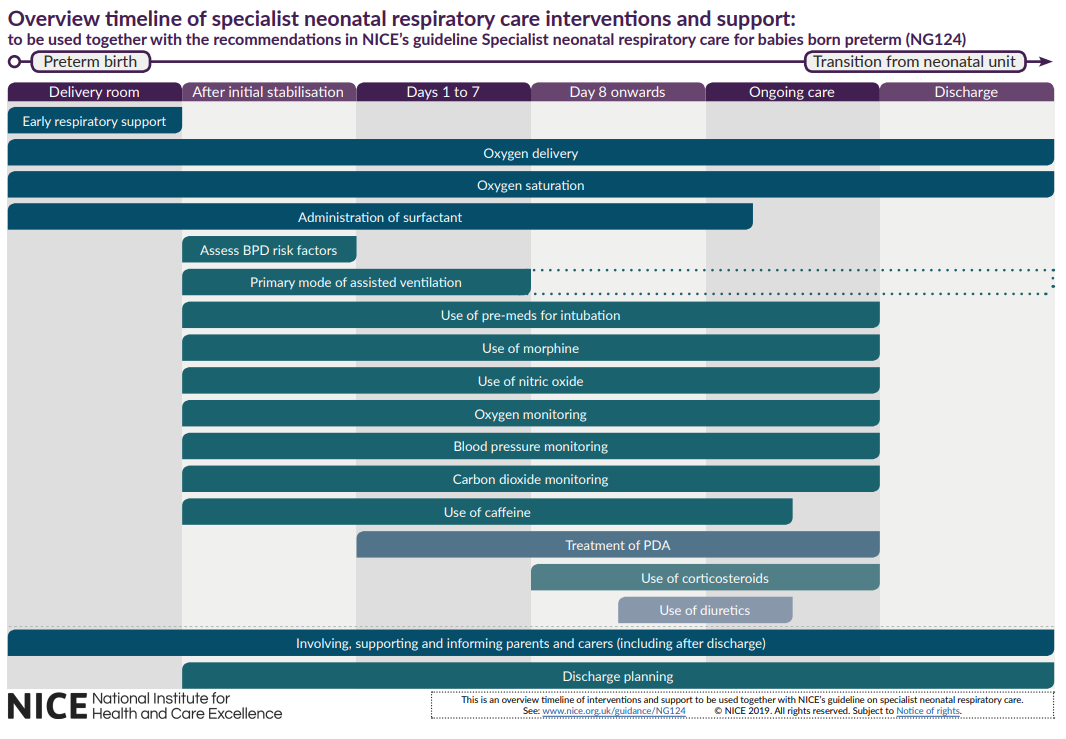 Overview timeline of specialist neonatal respiratory care interventions and support:
to be used together with the recommendations in NICE's guideline Specialist neonatal respiratory care for babies born preterm (NG124)
Preterm birth
Transition from neonatal unit
Delivery room
After initial stabilisation
Days 1 to 7
Day 8 onwards
Ongoing care
Discharge
Early respiratory support
Oxygen delivery
Oxygen saturation
Administration of surfactant
Assess BPD risk factors
Primary mode of assisted ventilation
Use of pre-meds for intubation
Use of morphine
Use of nitric oxide
Oxygen monitoring
Blood pressure monitoring
Carbon dioxide monitoring
Use of caffeine
Treatment of PDA
Use of corticosteroids
Use of diuretics
Involving, supporting and informing parents and carers (including after discharge)
Discharge planning
NICE National Institute for
Health and Care Excellence
This is an overview timeline of interventions and support to be used together with NICE's guideline on specialist neonatal respiratory care.
See: www.nice.org.uk/guidance/NG124 © NICE 2019. All rights reserved. Subject to Notice of rights.